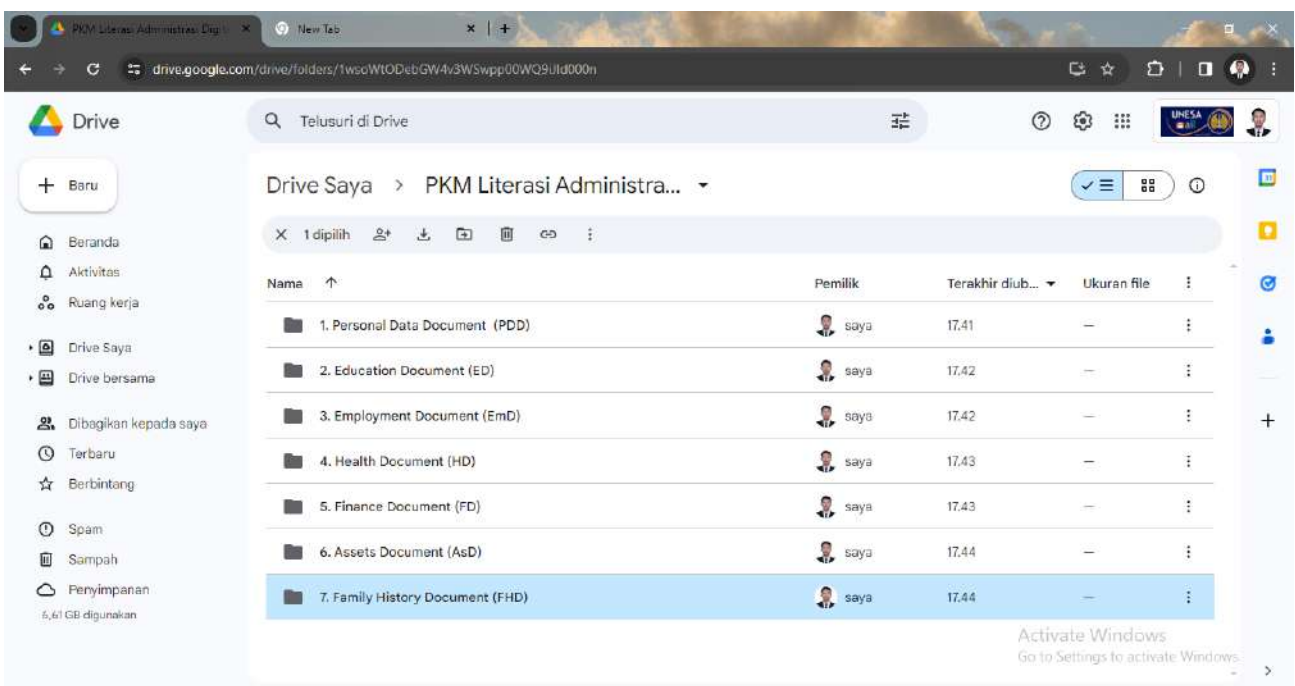 PKM Literasi Administrasi Digit
New Tab
drive.google.com/drive/folders/
Drive
Telusuri di Drive
UNESA
Baru
Drive Saya > PKM Literasi Administra...
1 dipilih
Beranda
Aktivitas
Ruang kerja
Drive Saya
Drive bersama
Dibagikan kepada saya
Terbaru
Berbintang
Spam
Sampah
Penyimpanan
6,61 GB digunakan
Nama Pemilik Terakhir diub... Ukuran file
1. Personal Data Document (PDD) saya 17.41 —
2. Education Document (ED) saya 17.42 —
3. Employment Document (EmD) saya 17.42 —
4. Health Document (HD) saya 17.43 —
5. Finance Document (FD) saya 17.43 —
6. Assets Document (AsD) saya 17.44 —
7. Family History Document (FHD) saya 17.44 —
Activate Windows
Go to Settings to activate Windows.